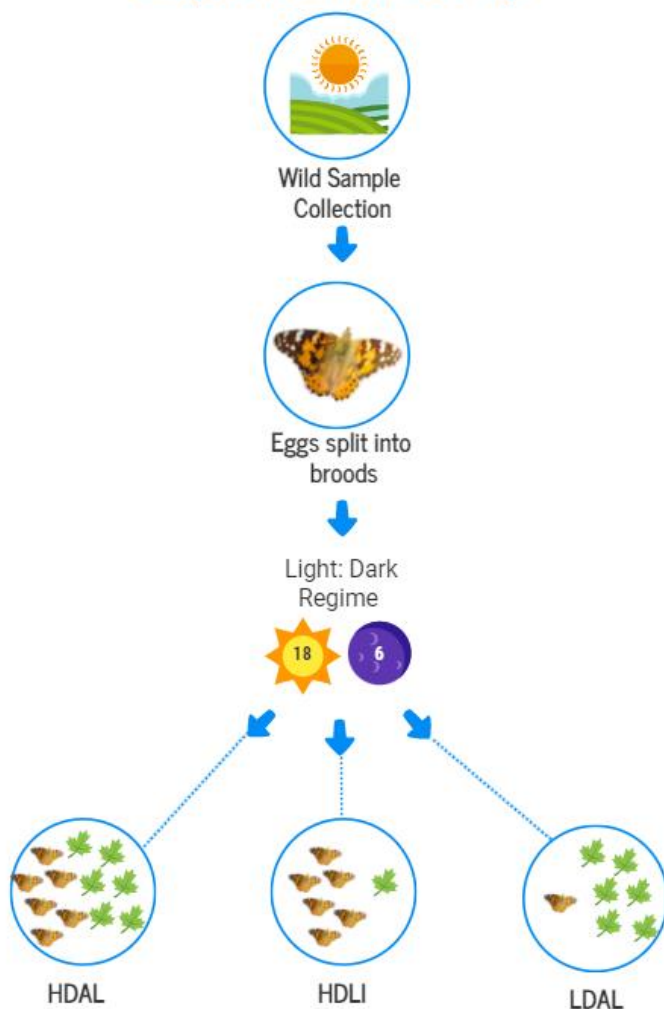 Wild Sample
Collection
Eggs split into
broods
Light: Dark
Regime
18 6
HDAL HDLI LDAL